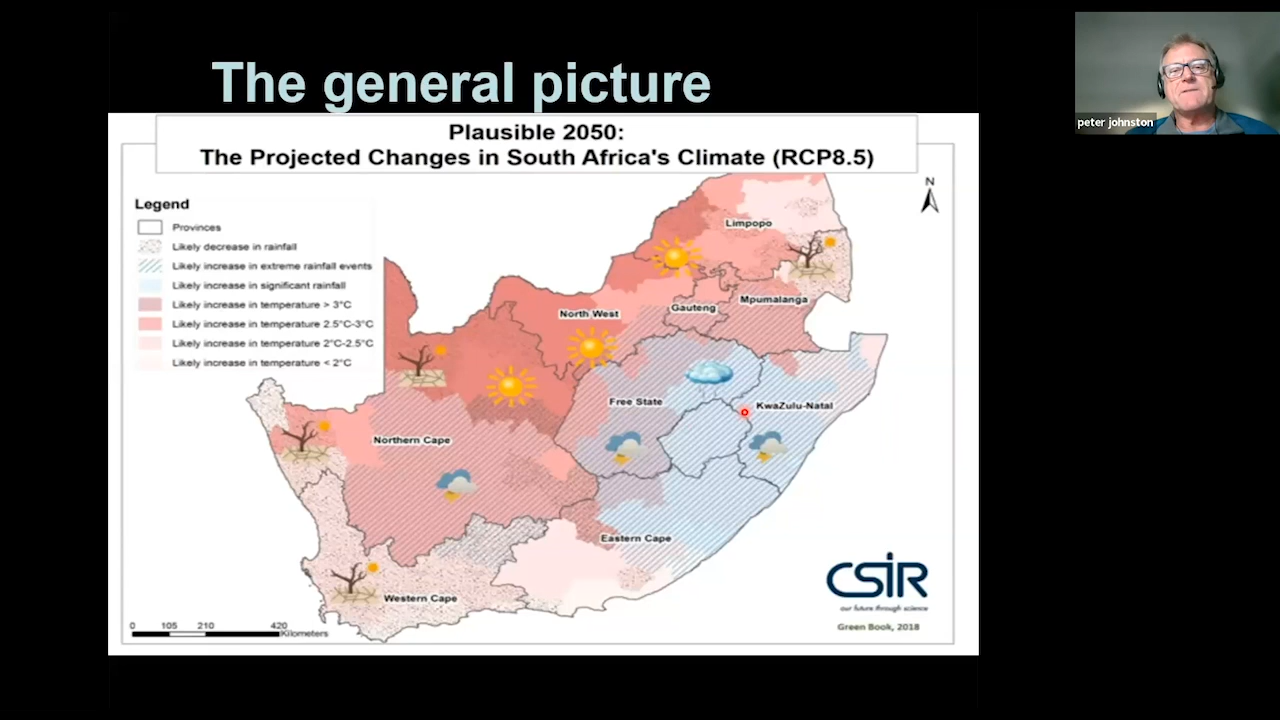 The general picture
peter johnston
Plausible 2050:
The Projected Changes in South Africa's Climate (RCP8.5)
N
Legend
Provinces
Likely decrease in rainfall
Likely increase in extreme rainfall events
Likely increase in significant rainfall
Likely increase in temperature > 3°C
Likely increase in temperature 2.5°C-3°C
Likely increase in temperature 2°C-2.5°C
Likely increase in temperature < 2°C
Limpopo
Mpumalanga
Gauteng
North West
Free State
KwaZulu-Natal
Northern Cape
Eastern Cape
Western Cape
CSIR
our future through science
Green Book, 2018
0 105 210 420
Kilometers